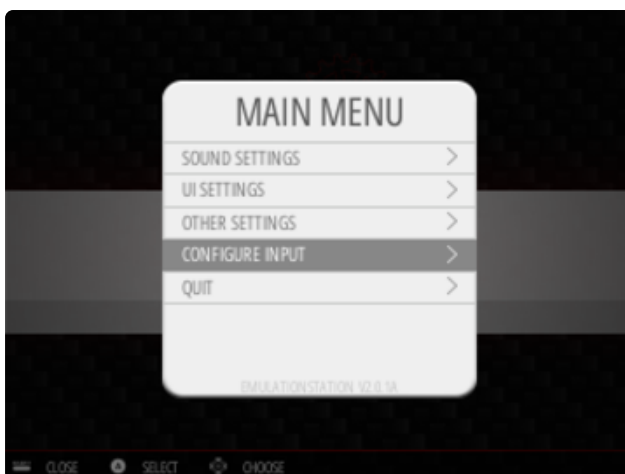 MAIN MENU
SOUND SETTINGS
UI SETTINGS
OTHER SETTINGS
CONFIGURE INPUT
QUIT
EMULATIONSTATION V2.0.1A
CLOSE A SELECT CHOOSE